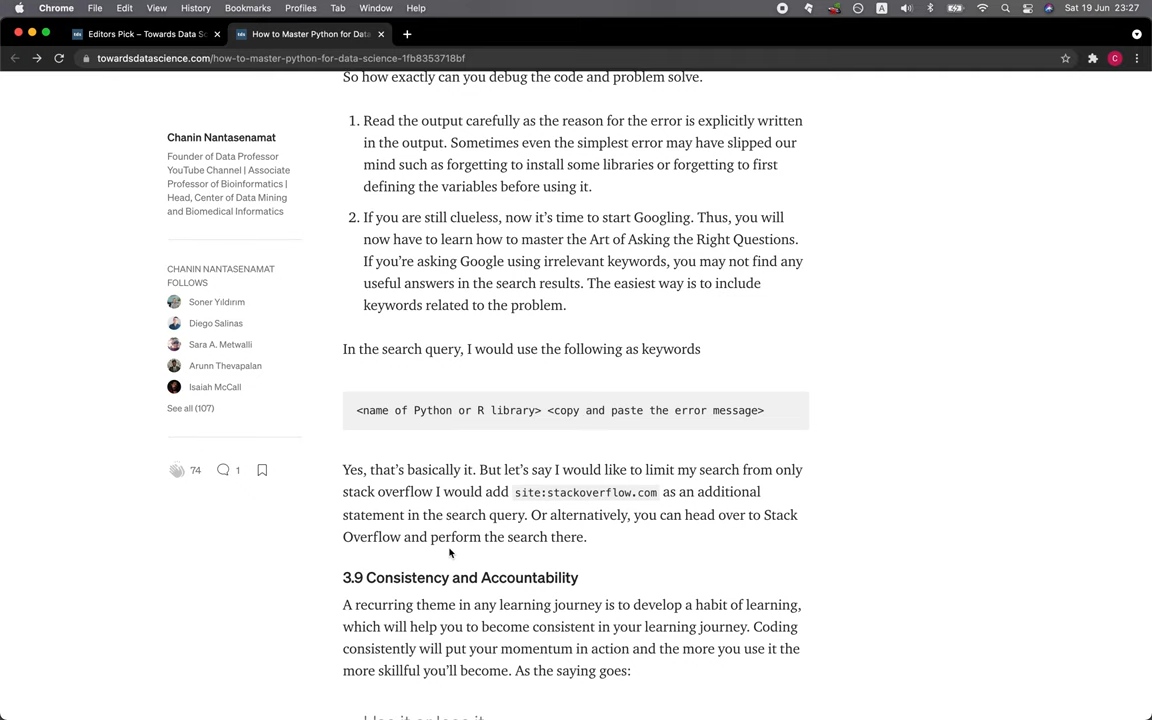 Chrome File Edit View History Bookmarks Profiles Tab Window Help A Sat 19 Jun 23:27
Editors Pick – Towards Data Sc × How to Master Python for Data × +
towardsdatascience.com/how-to-master-python-for-data-science-1fb8353718bf C
So how exactly can you debug the code and problem solve.
1. Read the output carefully as the reason for the error is explicitly written
in the output. Sometimes even the simplest error may have slipped our
mind such as forgetting to install some libraries or forgetting to first
defining the variables before using it.
2. If you are still clueless, now it's time to start Googling. Thus, you will
now have to learn how to master the Art of Asking the Right Questions.
If you're asking Google using irrelevant keywords, you may not find any
useful answers in the search results. The easiest way is to include
keywords related to the problem.
In the search query, I would use the following as keywords
<name of Python or R library> <copy and paste the error message>
Yes, that's basically it. But let's say I would like to limit my search from only
stack overflow I would add site:stackoverflow.com as an additional
statement in the search query. Or alternatively, you can head over to Stack
Overflow and perform the search there.
3.9 Consistency and Accountability
A recurring theme in any learning journey is to develop a habit of learning,
which will help you to become consistent in your learning journey. Coding
consistently will put your momentum in action and the more you use it the
more skillful you'll become. As the saying goes:
Use it or lose it
Chanin Nantasenamat
Founder of Data Professor
YouTube Channel | Associate
Professor of Bioinformatics |
Head, Center of Data Mining
and Biomedical Informatics
CHANIN NANTASENAMAT
FOLLOWS
Soner Yıldırım
Diego Salinas
Sara A. Metwalli
Arunn Thevapalan
Isaiah McCall
See all (107)
74 1